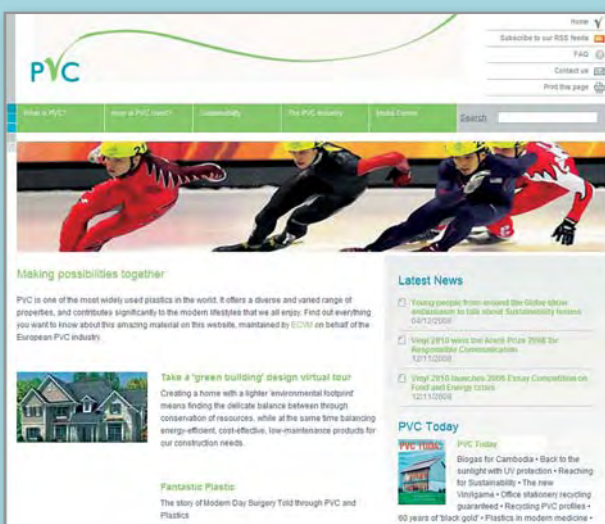 Home
Subscribe to our RSS feeds
FAQ
Contact us
Print this page
PVC
What is PVC?
How is PVC used?
Sustainability
The PVC Industry
Media Centre
Search
Making possibilities together
PVC is one of the most widely used plastics in the world. It offers a diverse and varied range of
properties, and contributes significantly to the modern lifestyles that we all enjoy. Find out everything
you want to know about this amazing material on this website, maintained by ECVM on behalf of the
European PVC industry.
Take a 'green building' design virtual tour
Creating a home with a lighter 'environmental footprint'
means finding the delicate balance between through
conservation of resources, while at the same time balancing
energy-efficient, cost-effective, low-maintenance products for
our construction needs.
Fantastic Plastic
The story of Modern Day Surgery Told through PVC and
Plastics
Latest News
Young people from around the Globe show
enthusiasm to talk about Sustainability Issues
04/12/2008
Vinyl 2010 wins the Arené Prize 2008 for
Responsible Communication
12/11/2008
Vinyl 2010 launches 2008 Essay Competition on
Food and Energy crises
12/11/2008
PVC Today
PVC TODAY
PVC Today
Biogas for Cambodia • Back to the
sunlight with UV protection • Reaching
for Sustainability • The new
Vinylgame • Office stationery recycling
guaranteed • Recycling PVC profiles •
60 years of 'black gold' • Plastics in modern medicine •